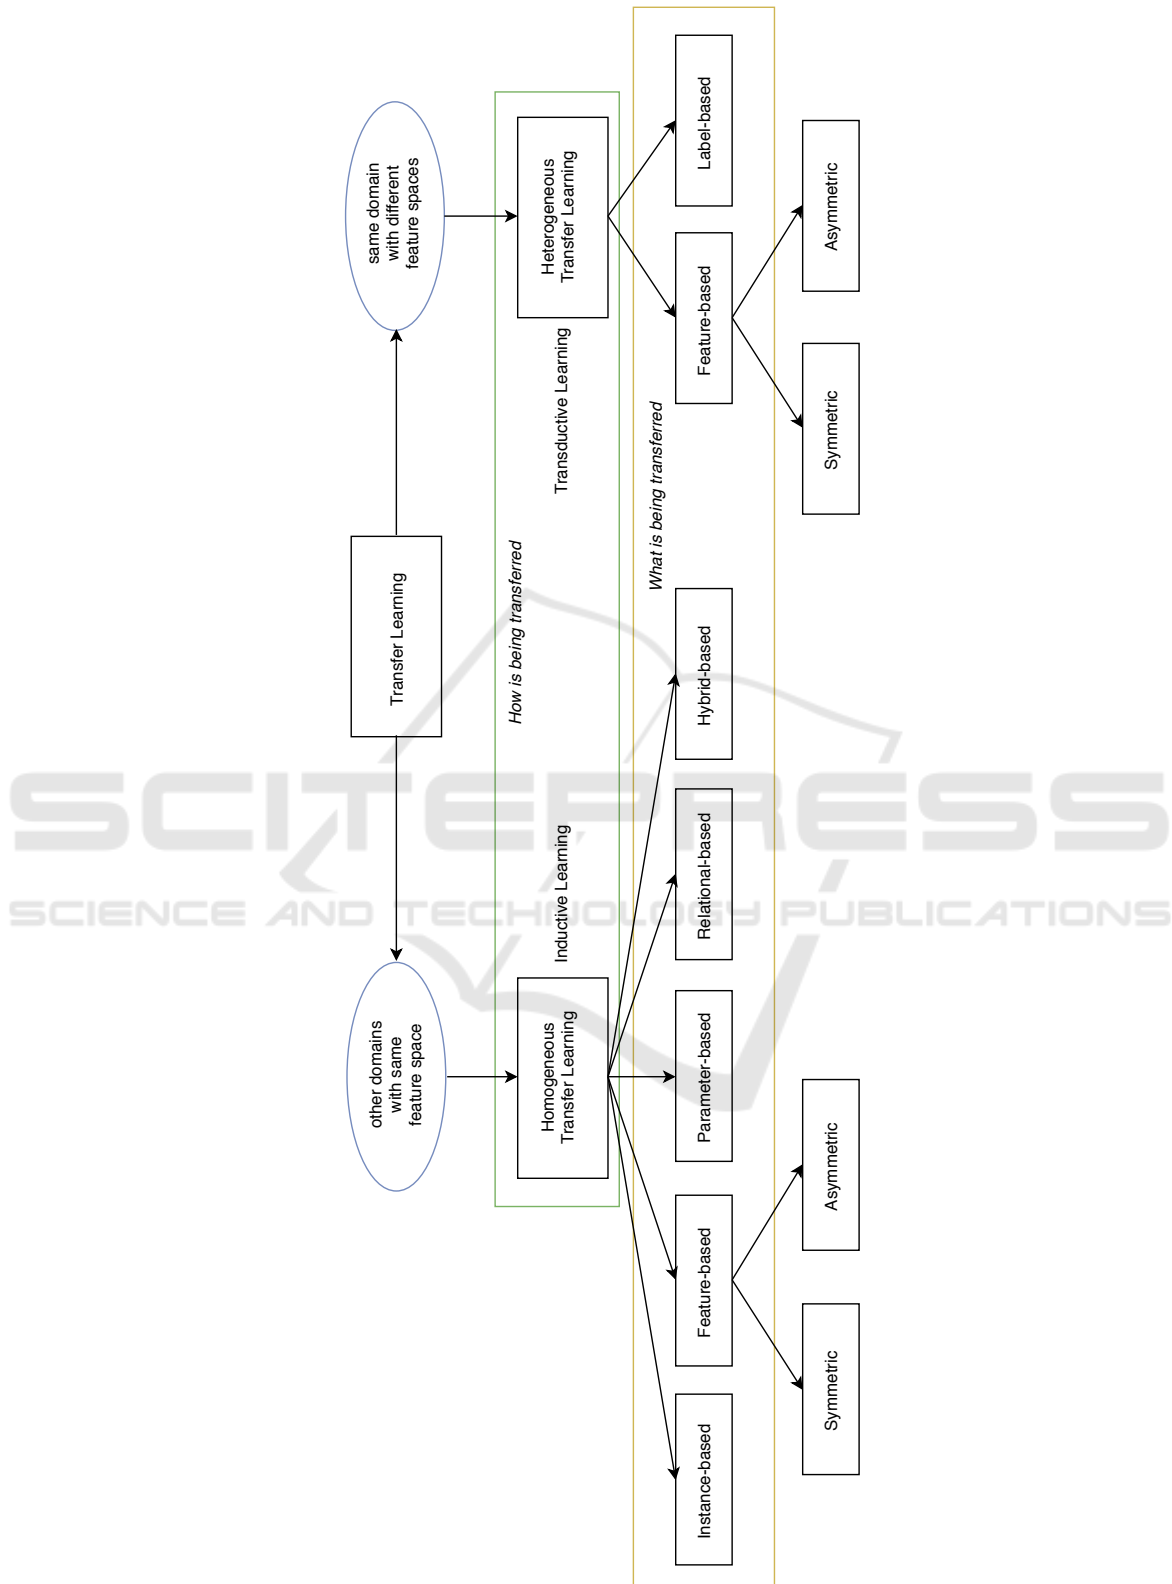 Transfer Learning
other domains
with same
feature space
same domain
with different
feature spaces
How is being transferred
Homogeneous
Transfer Learning
Inductive Learning
Transductive Learning
Heterogeneous
Transfer Learning
What is being transferred
Instance-based
Feature-based
Parameter-based
Relational-based
Hybrid-based
Feature-based
Label-based
Symmetric
Asymmetric
Symmetric
Asymmetric
SCITEPRESS
SCIENCE AND TECHNOLOGY PUBLICATIONS